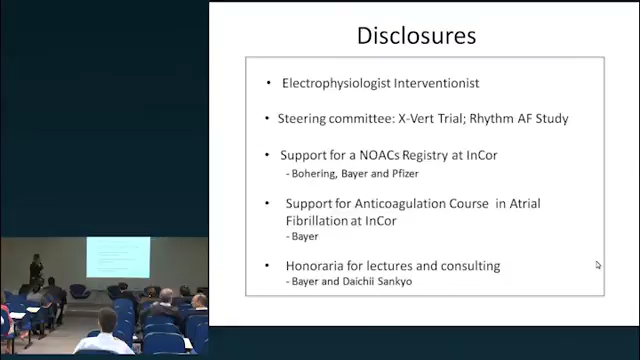 Disclosures
• Electrophysiologist Interventionist
• Steering committee: X-Vert Trial; Rhythm AF Study
• Support for a NOACs Registry at InCor
- Bohering, Bayer and Pfizer
• Support for Anticoagulation Course in Atrial
Fibrillation at InCor
- Bayer
• Honoraria for lectures and consulting
- Bayer and Daichii Sankyo